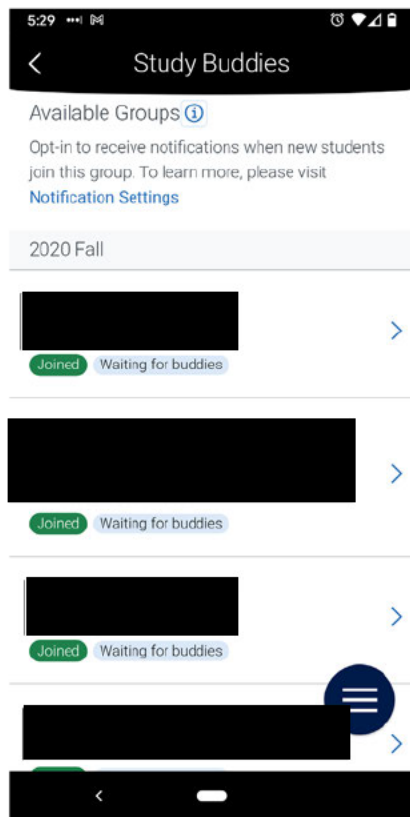 5:29
Study Buddies
Available Groups
Opt-in to receive notifications when new students
join this group. To learn more, please visit
Notification Settings
2020 Fall
Joined Waiting for buddies
Joined Waiting for buddies
Joined Waiting for buddies